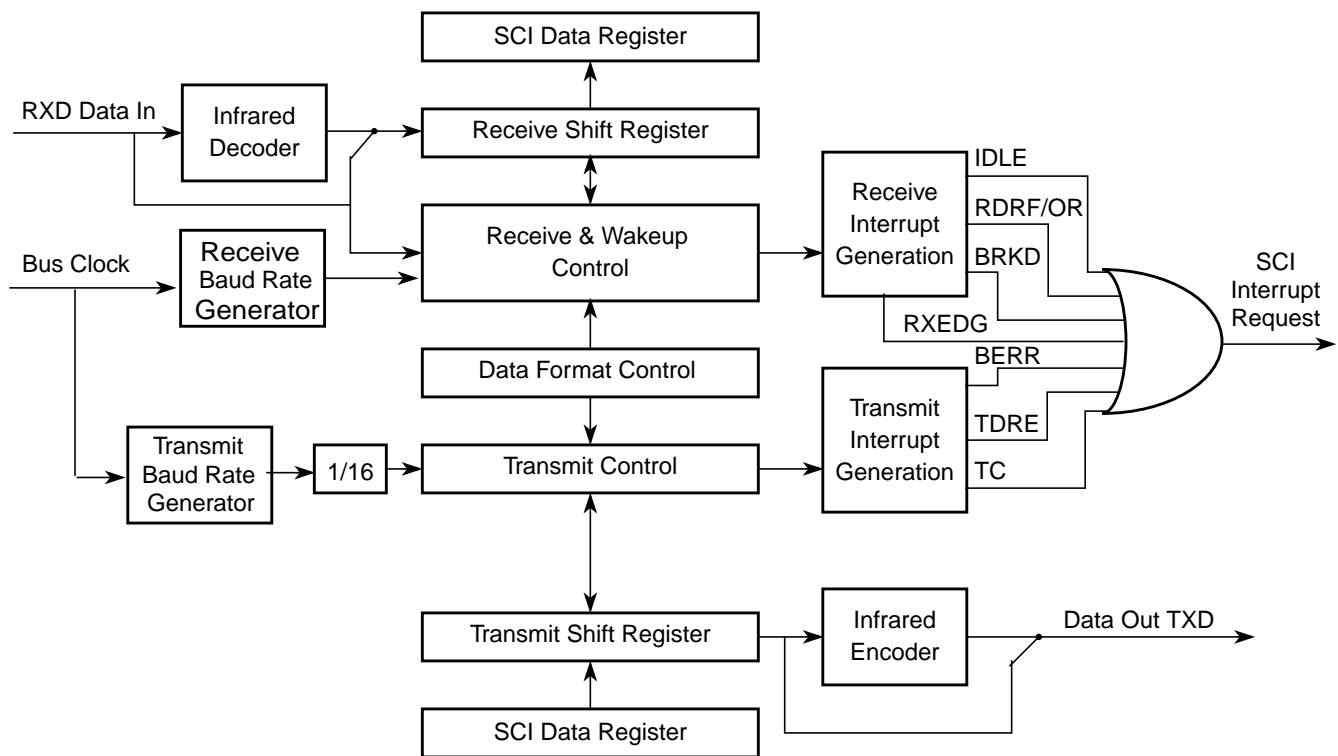 SCI Data Register
RXD Data In
Infrared
Decoder
Receive Shift Register
IDLE
Receive
Interrupt
Generation
RDRF/OR
BRKD
Receive & Wakeup
Control
Bus Clock
Receive
Baud Rate
Generator
SCI
Interrupt
Request
RXEDG
BERR
Data Format Control
Transmit
Interrupt
Generation
TDRE
TC
Transmit
Baud Rate
Generator
1/16
Transmit Control
Transmit Shift Register
Infrared
Encoder
Data Out TXD
SCI Data Register